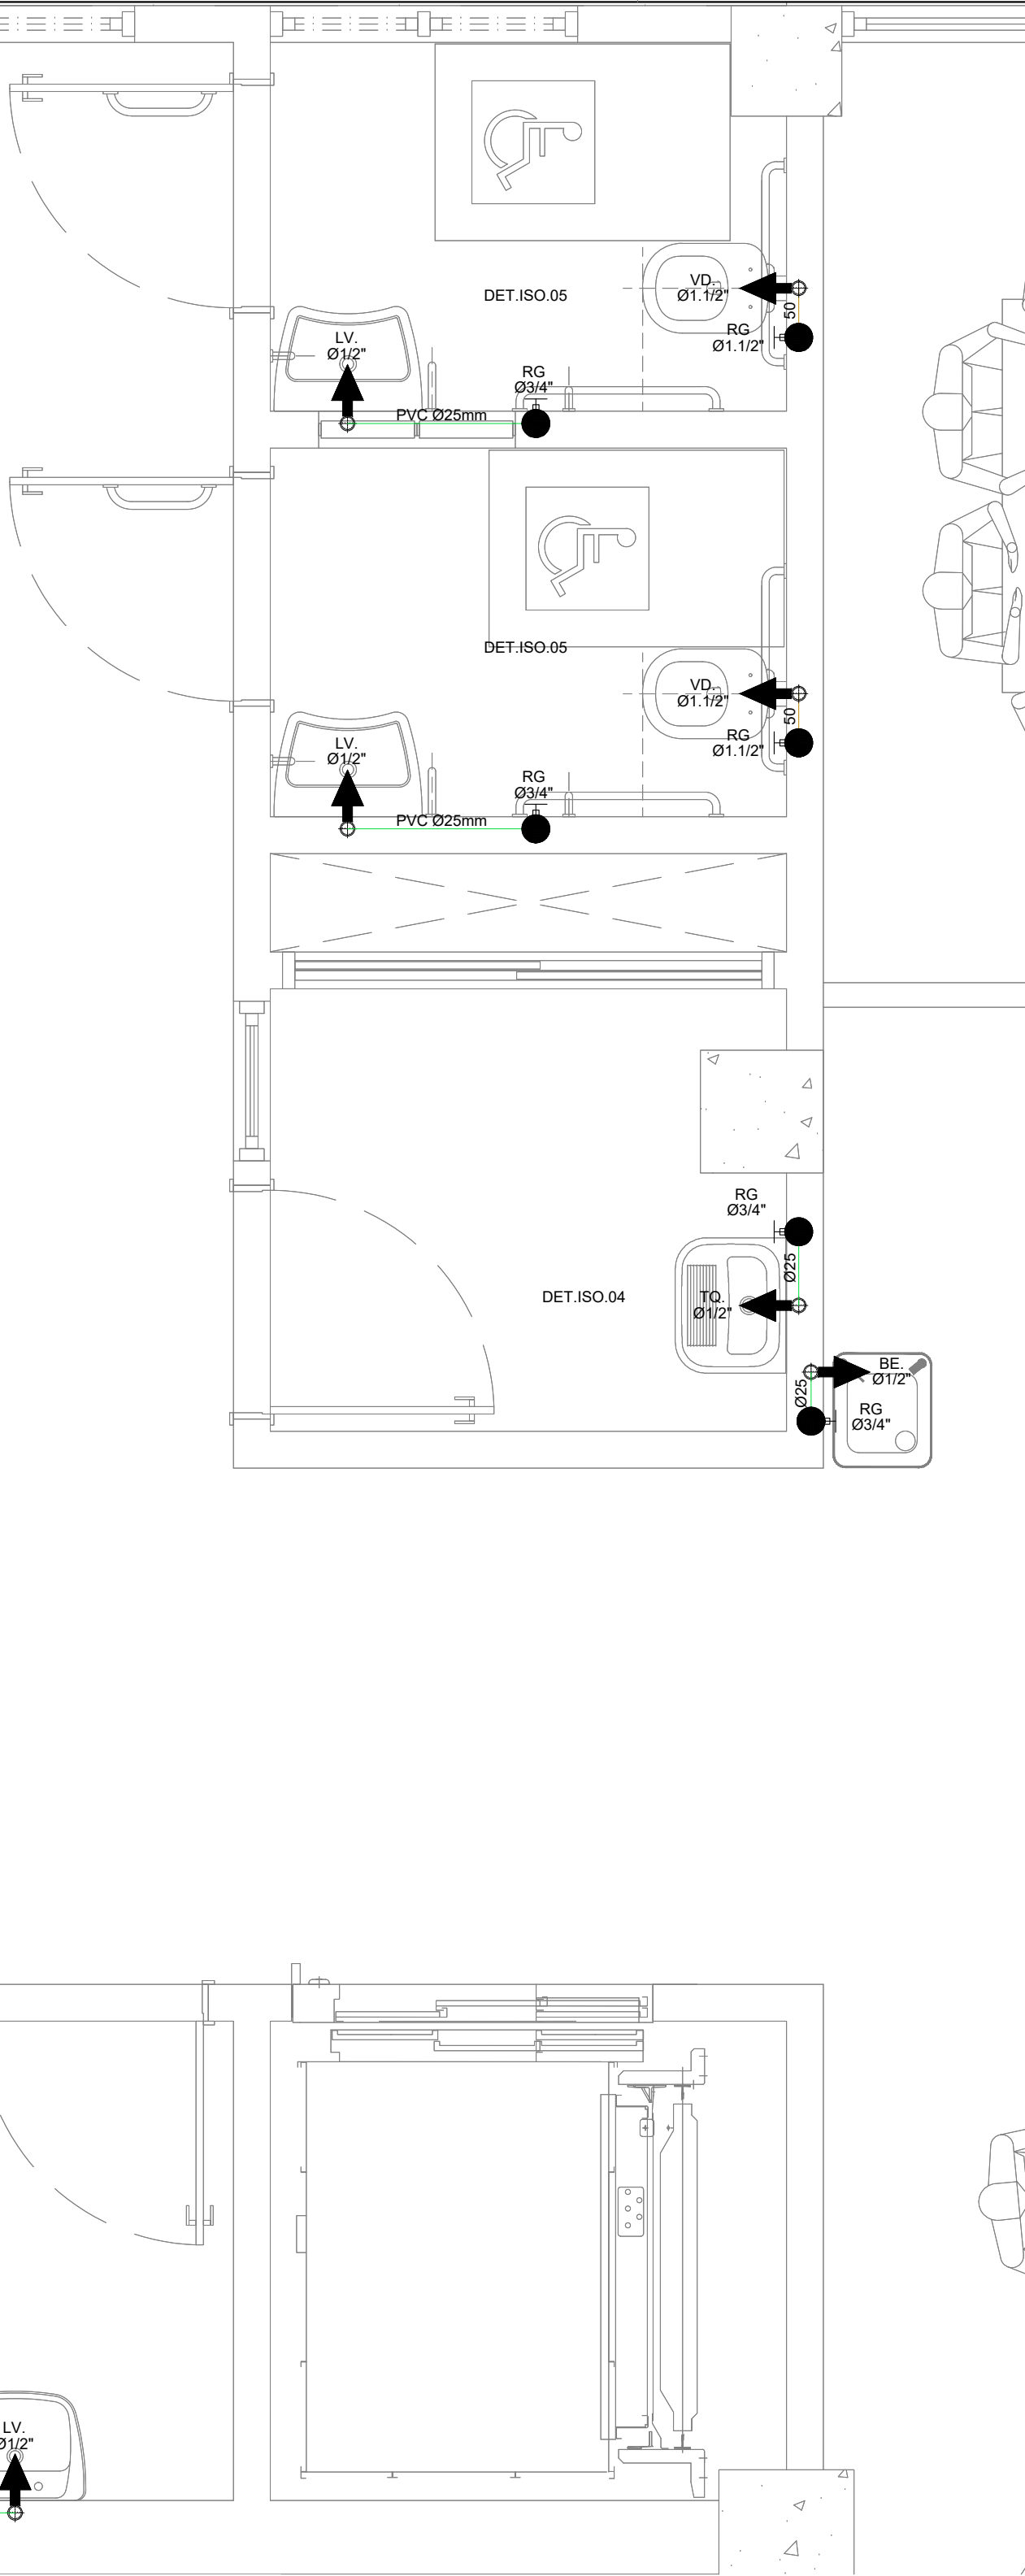 VD.
Ø1.1/2"
DET.ISO.05
50
RG
Ø1.1/2"
LV.
Ø1/2"
RG
Ø3/4"
PVC Ø25mm
DET.ISO.05
VD.
Ø1.1/2"
50
RG
Ø1.1/2"
LV.
Ø1/2"
RG
Ø3/4"
PVC Ø25mm
RG
Ø3/4"
Ø25
DET.ISO.04
TQ.
Ø1/2"
BE.
Ø1/2"
Ø25
RG
Ø3/4"
LV.
Ø1/2"